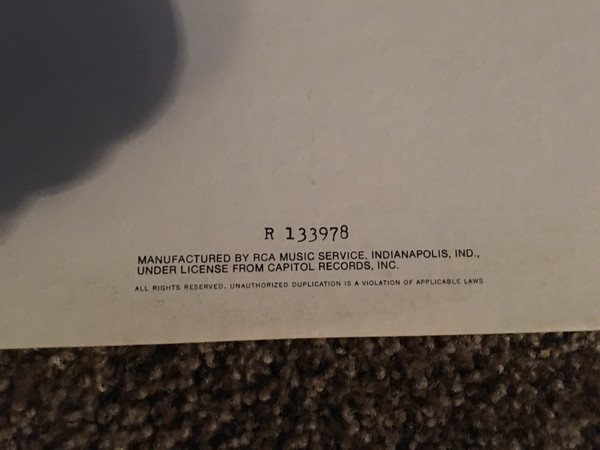 R 133978
MANUFACTURED BY RCA MUSIC SERVICE, INDIANAPOLIS, IND.,
UNDER LICENSE FROM CAPITOL RECORDS, INC.
ALL RIGHTS RESERVED. UNAUTHORIZED DUPLICATION IS A VIOLATION OF APPLICABLE LAWS